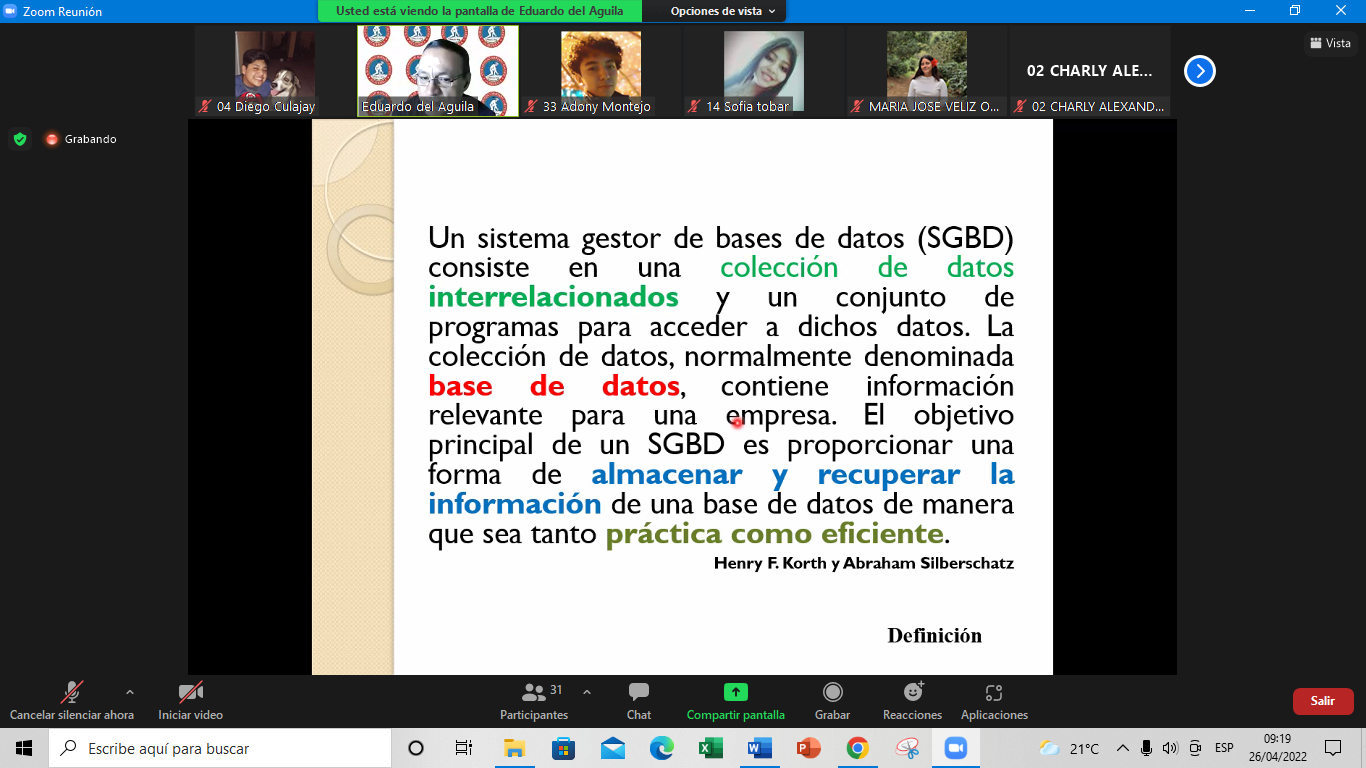 Zoom Reunión
Usted está viendo la pantalla de Eduardo del Aguila
Opciones de vista
Vista
04 Diego Culajay
Eduardo del Aguila
33 Adony Montejo
14 Sofia tobar
MARIA JOSE VELIZ O...
02 CHARLY ALE...
02 CHARLY ALEXAND...
Grabando
Un sistema gestor de bases de datos (SGBD)
consiste en una colección de datos
interrelacionados y un conjunto de
programas para acceder a dichos datos. La
colección de datos, normalmente denominada
base de datos, contiene información
relevante para una empresa. El objetivo
principal de un SGBD es proporcionar una
forma de almacenar y recuperar la
información de una base de datos de manera
que sea tanto práctica como eficiente.
Henry F. Korth y Abraham Silberschatz
Definición
Cancelar silenciar ahora
Iniciar video
31
Participantes
Chat
Compartir pantalla
Grabar
Reacciones
Aplicaciones
Salir
Escribe aquí para buscar
21°C
ESP
09:19
26/04/2022